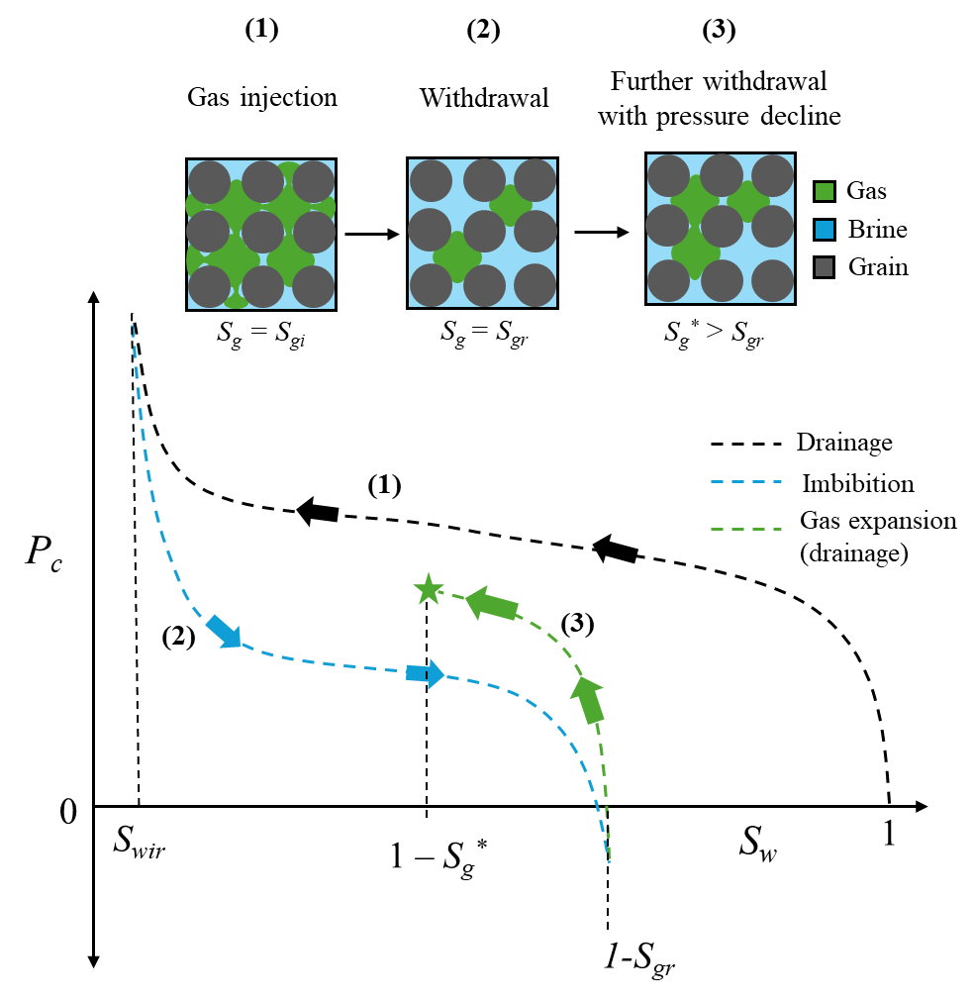 (1)
(2)
(3)
Gas injection
Withdrawal
Further withdrawal
with pressure decline
Gas
Brine
Grain
S_g = S_gi
S_g = S_gr
S_g* > S_gr
Drainage
Imbibition
Gas expansion
(drainage)
(1)
P_c
(2)
(3)
0
S_wir
1 – S_g*
S_w
1
1-S_gr